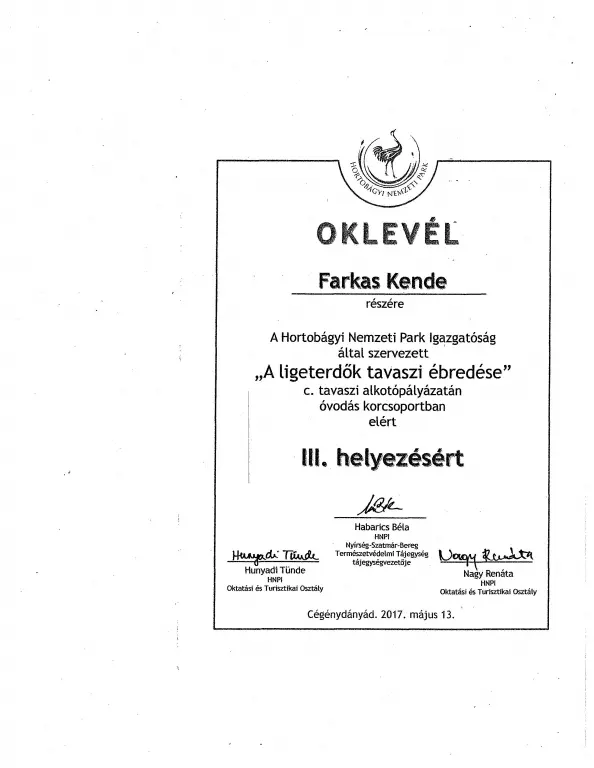 HORTOBÁGYI NEMZETI PARK
OKLEVÉL
Farkas Kende
részére
A Hortobágyi Nemzeti Park Igazgatóság
által szervezett
„A ligeterdők tavaszi ébredése”
c. tavaszi alkotópályázatán
óvodás korcsoportban
elért
III. helyezésért
Habarics Béla
HNPI
Nyírség-Szatmár-Bereg
Természetvédelmi Tájegység
tájegységvezetője
Hunyadi Tünde
Hunyadi Tünde
HNPI
Oktatási és Turisztikai Osztály
Nagy Renáta
Nagy Renáta
HNPI
Oktatási és Turisztikai Osztály
Cégénydányád. 2017. május 13.